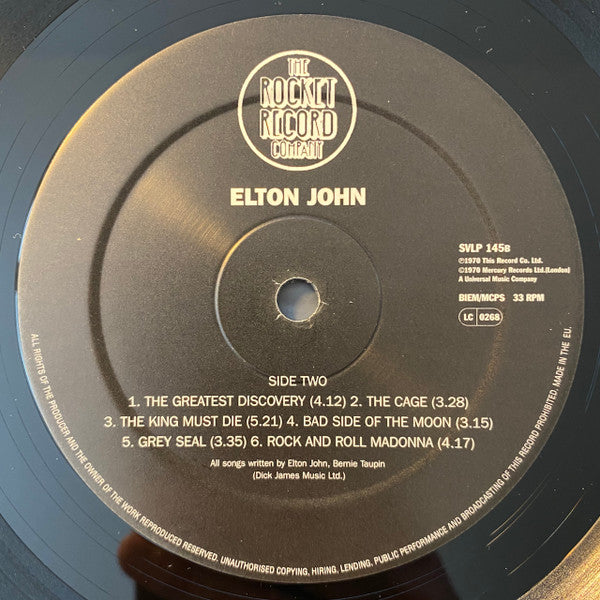 THE
ROCKET
RECORD
COMPANY
ELTON JOHN
SVLP 145B
℗1970 This Record Co. Ltd.
©1970 Mercury Records Ltd.(London)
A Universal Music Company
BIEM/MCPS 33 RPM
LC 0268
SIDE TWO
1. THE GREATEST DISCOVERY (4.12) 2. THE CAGE (3.28)
3. THE KING MUST DIE (5.21) 4. BAD SIDE OF THE MOON (3.15)
5. GREY SEAL (3.35) 6. ROCK AND ROLL MADONNA (4.17)
All songs written by Elton John, Bernie Taupin
(Dick James Music Ltd.)
ALL RIGHTS OF THE PRODUCER AND THE OWNER OF THE WORK REPRODUCED RESERVED. UNAUTHORISED COPYING, HIRING, LENDING, PUBLIC PERFORMANCE AND BROADCASTING OF THIS RECORD PROHIBITED. MADE IN THE EU.